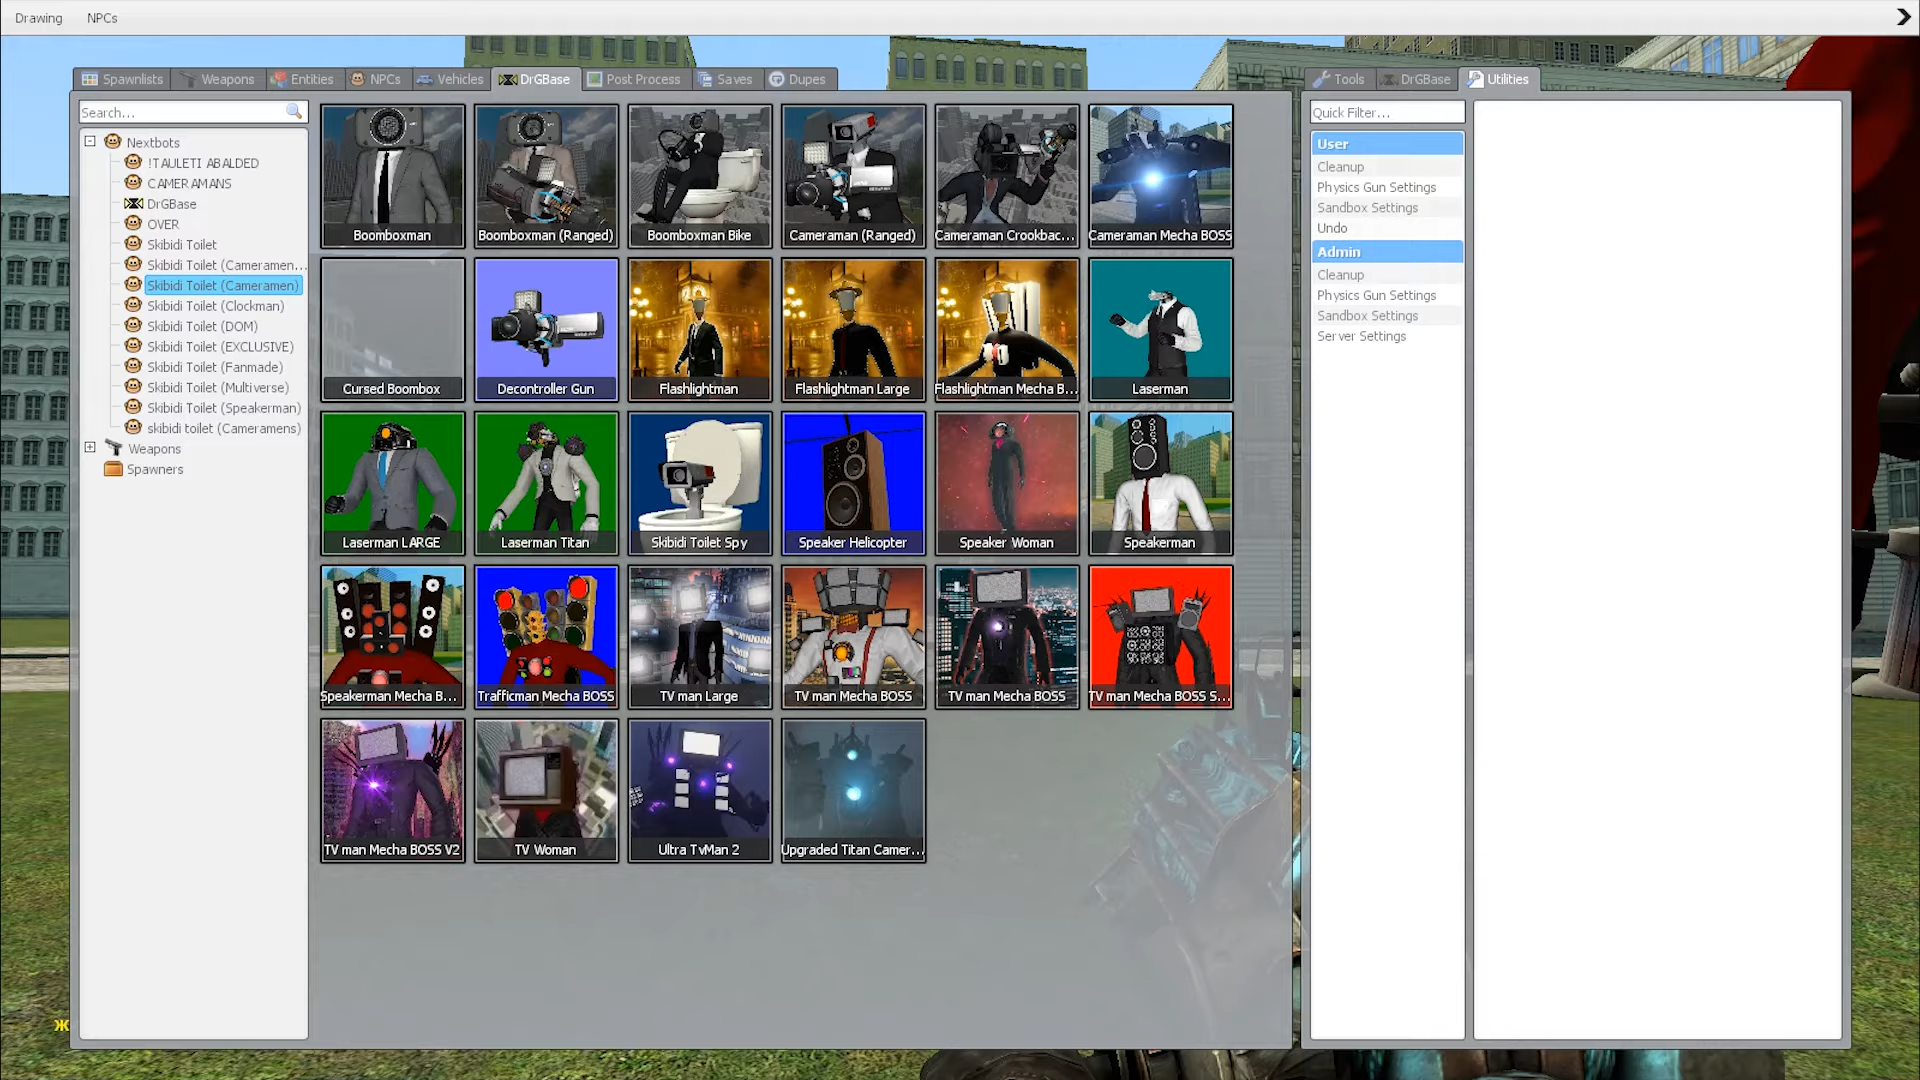 Drawing NPCs
Spawnlists Weapons Entities NPCs Vehicles DrGBase Post Process Saves Dupes
Search...
Nextbots
!TAULETI ABALDED
CAMERAMANS
DrGBase
OVER
Skibidi Toilet
Skibidi Toilet (Cameramen...
Skibidi Toilet (Cameramen)
Skibidi Toilet (Clockman)
Skibidi Toilet (DOM)
Skibidi Toilet (EXCLUSIVE)
Skibidi Toilet (Fanmade)
Skibidi Toilet (Multiverse)
Skibidi Toilet (Speakerman)
skibidi toilet (Cameramens)
Weapons
Spawners
Boomboxman
Boomboxman (Ranged)
Boomboxman Bike
Cameraman (Ranged)
Cameraman Crookbac...
Cameraman Mecha BOSS
Cursed Boombox
Decontroller Gun
Flashlightman
Flashlightman Large
Flashlightman Mecha B...
Laserman
Laserman LARGE
Laserman Titan
Skibidi Toilet Spy
Speaker Helicopter
Speaker Woman
Speakerman
Speakerman Mecha B...
Trafficman Mecha BOSS
TV man Large
TV man Mecha BOSS
TV man Mecha BOSS
TV man Mecha BOSS S...
TV man Mecha BOSS V2
TV Woman
Ultra TvMan 2
Upgraded Titan Camer...
Tools DrGBase Utilities
Quick Filter...
User
Cleanup
Physics Gun Settings
Sandbox Settings
Undo
Admin
Cleanup
Physics Gun Settings
Sandbox Settings
Server Settings
Ж